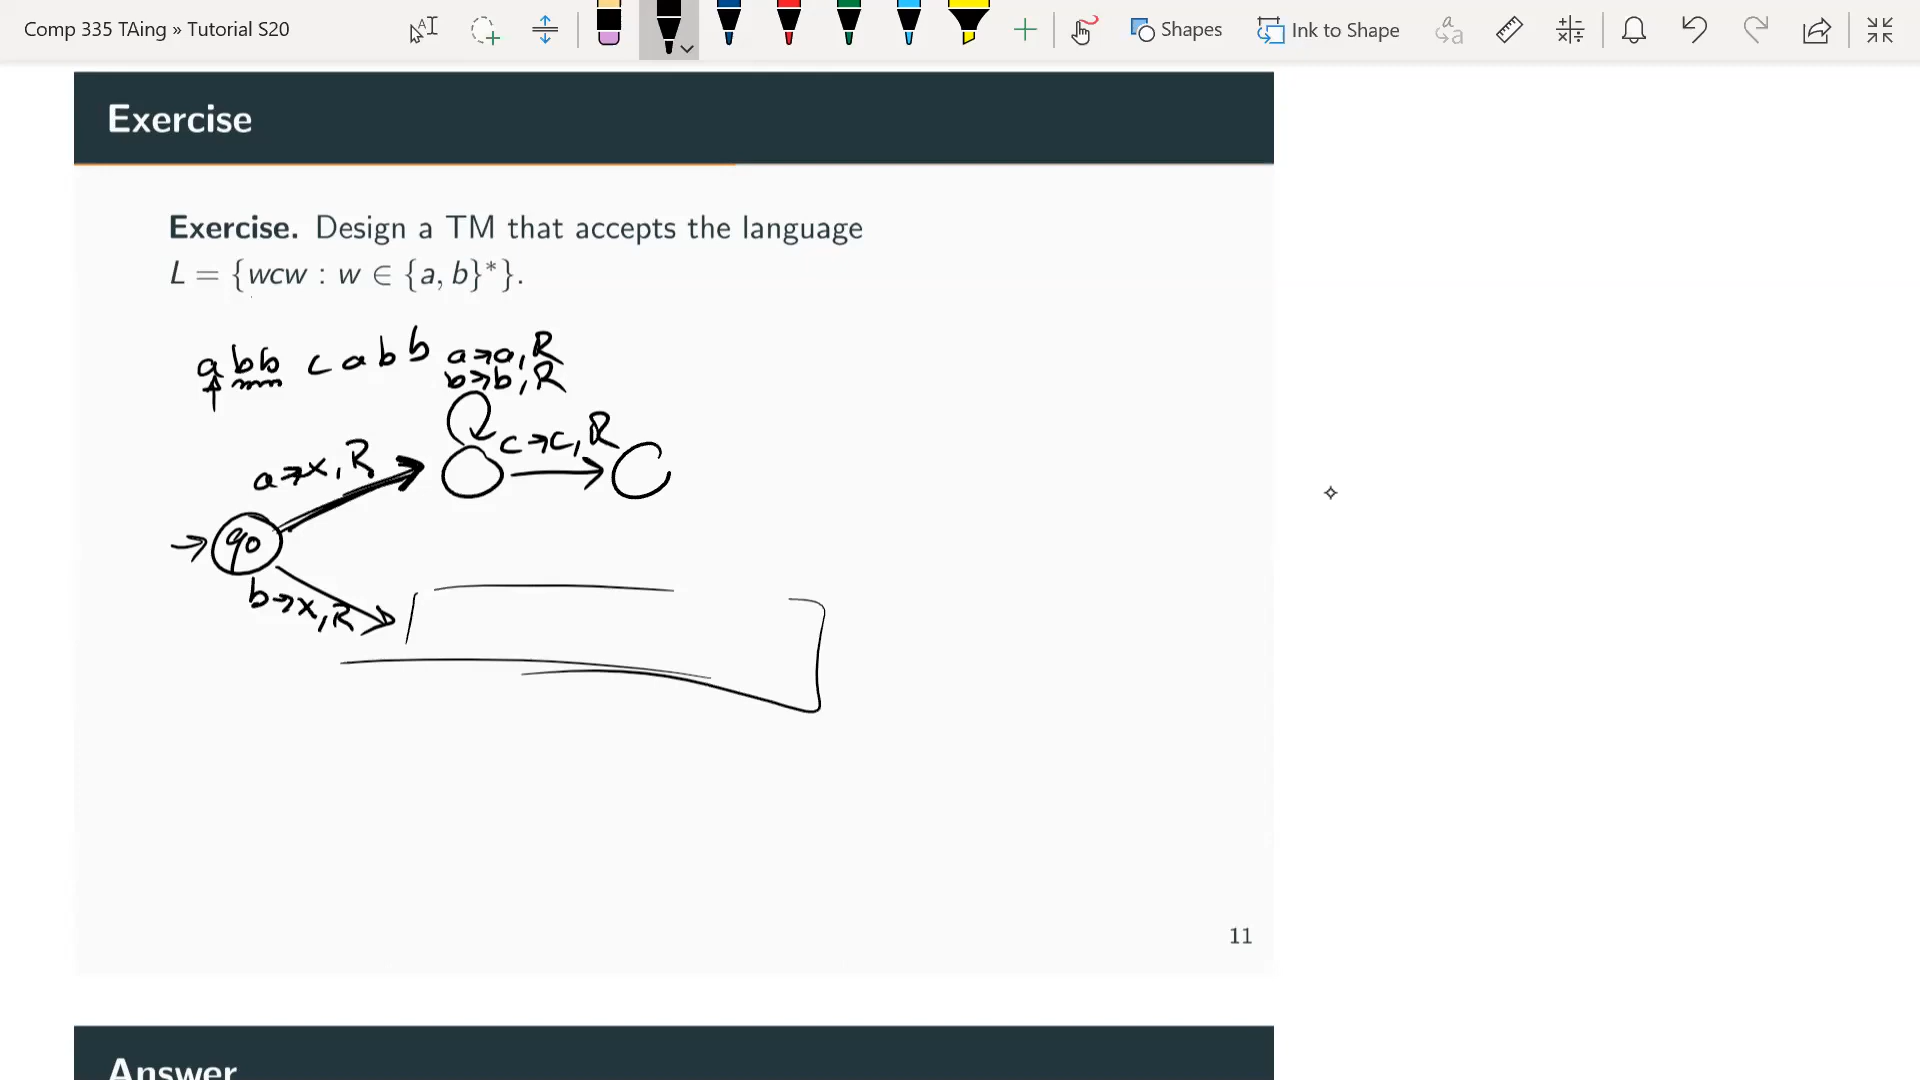 Comp 335 TAing » Tutorial S20
Shapes
Ink to Shape
Exercise
Exercise. Design a TM that accepts the language
L = {wcw : w ∈ {a, b}*}.
abb cabb
a→a,R
b→b,R
c→c,R
a→x,R
q0
b→x,R
11
Answer